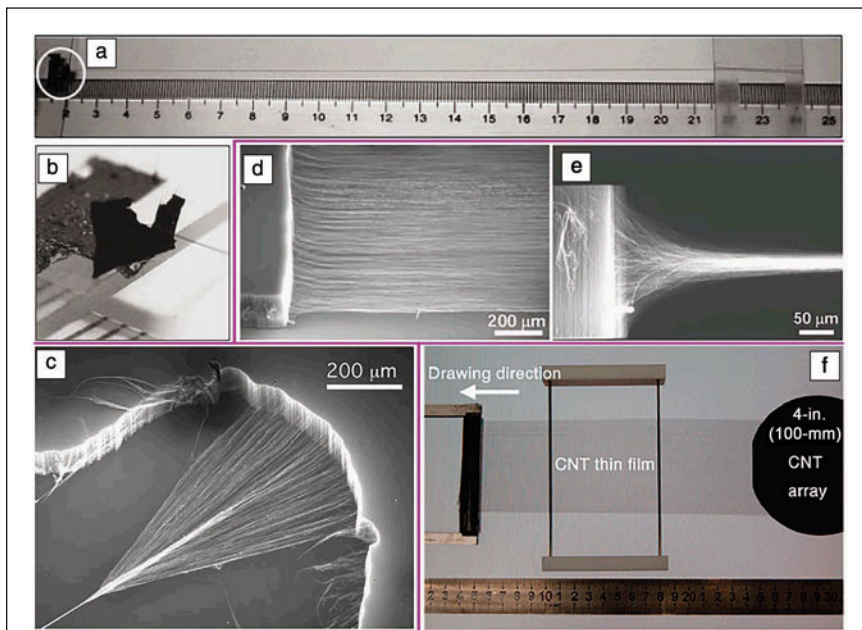 a
2 3 4 5 6 7 8 9 10 11 12 13 14 15 16 17 18 19 20 21 23 25
b
d
200 μm
e
50 μm
c
200 μm
f
Drawing direction
CNT thin film
4-in.
(100-mm)
CNT
array